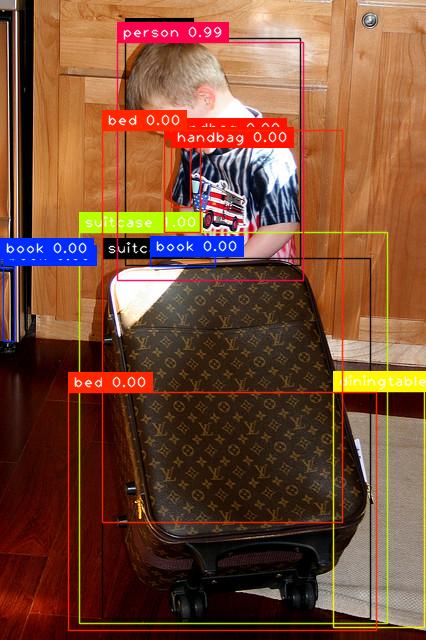 person 0.99
bed 0.00
handbag 0.00
suitcase 1.00
book 0.00
suitc
book 0.00
bed 0.00
diningtable